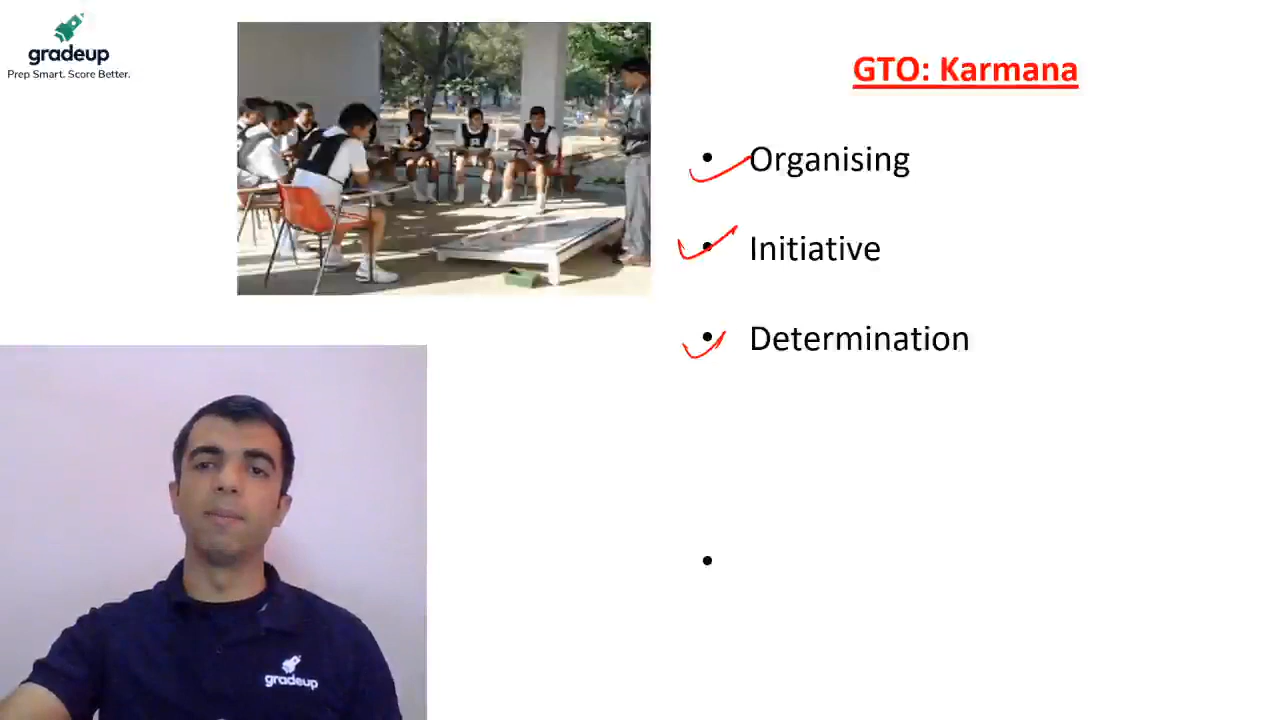 gradeup
Prep Smart. Score Better.
GTO: Karmana
• Organising
• Initiative
• Determination
•
gradeup